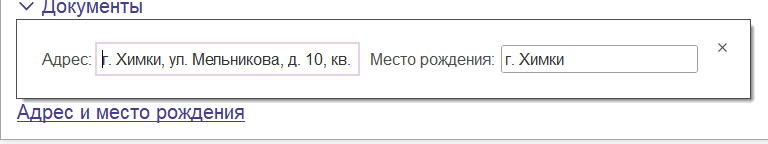 Документы
Адрес: г. Химки, ул. Мельникова, д. 10, кв. Место рождения: г. Химки
Адрес и место рождения